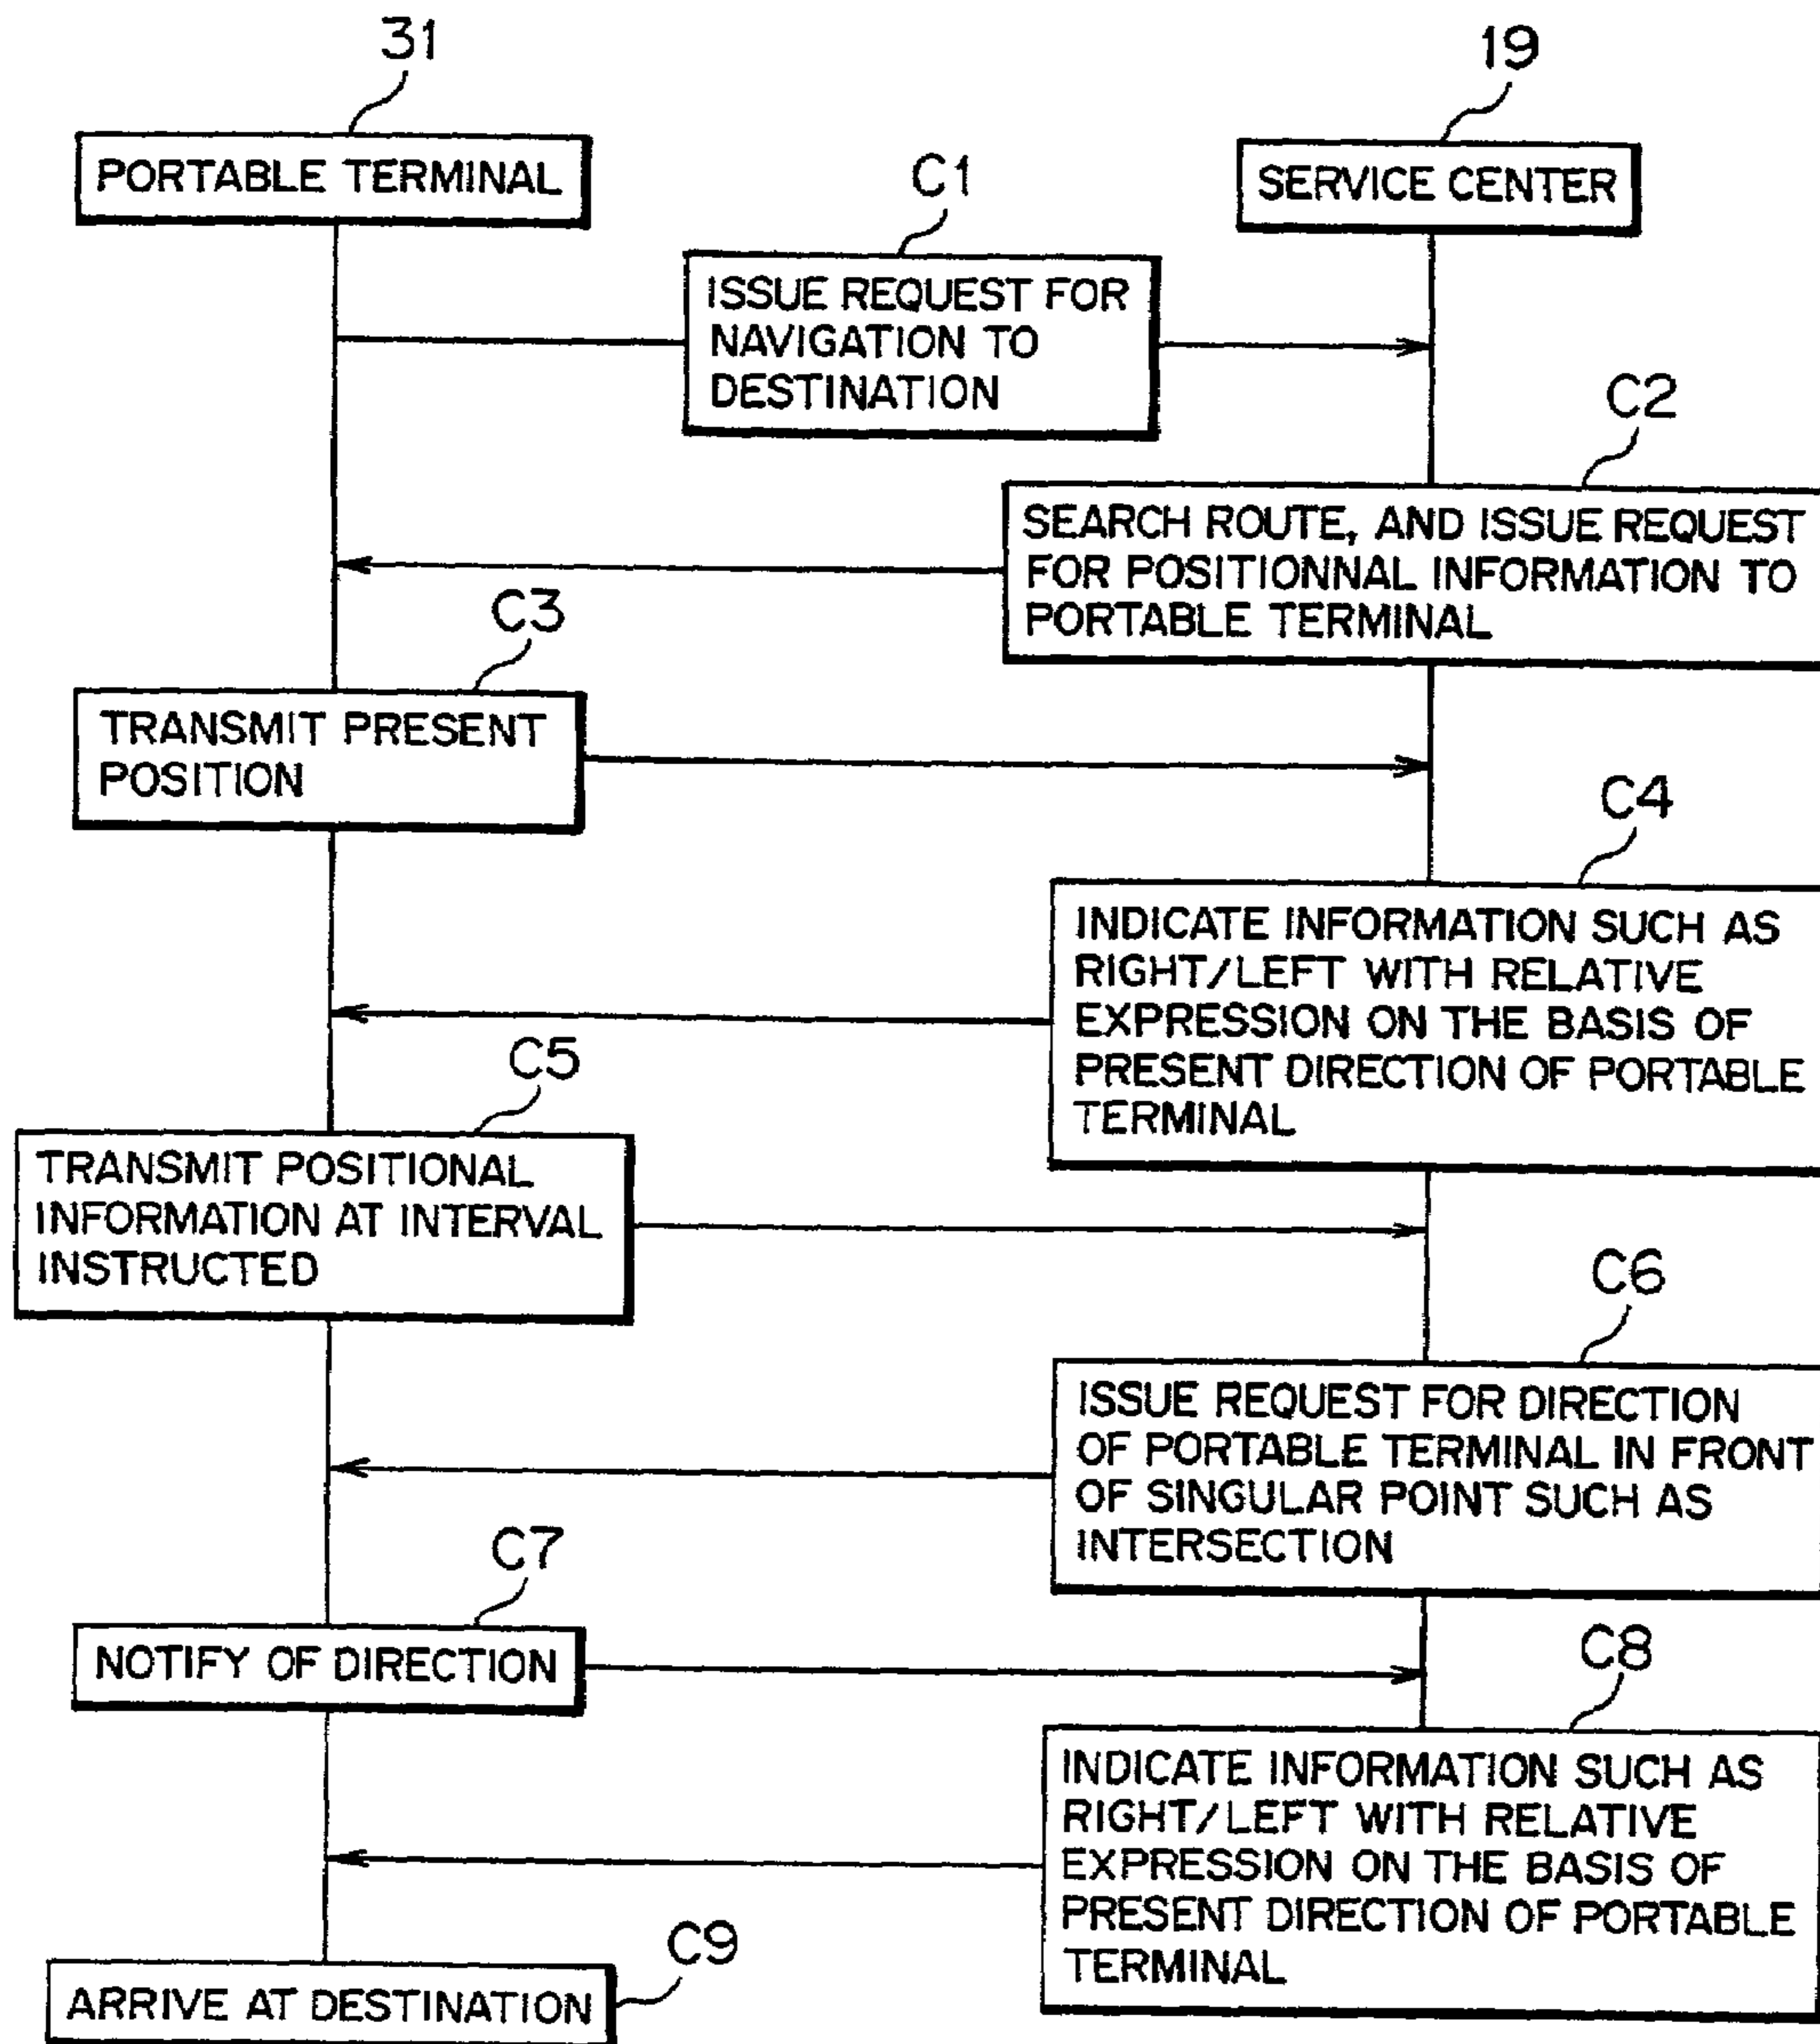 31
19
PORTABLE TERMINAL
SERVICE CENTER
C1
ISSUE REQUEST FOR
NAVIGATION TO
DESTINATION
C2
SEARCH ROUTE, AND ISSUE REQUEST
FOR POSITIONNAL INFORMATION TO
PORTABLE TERMINAL
C3
TRANSMIT PRESENT
POSITION
C4
INDICATE INFORMATION SUCH AS
RIGHT/LEFT WITH RELATIVE
EXPRESSION ON THE BASIS OF
PRESENT DIRECTION OF PORTABLE
TERMINAL
C5
TRANSMIT POSITIONAL
INFORMATION AT INTERVAL
INSTRUCTED
C6
ISSUE REQUEST FOR DIRECTION
OF PORTABLE TERMINAL IN FRONT
OF SINGULAR POINT SUCH AS
INTERSECTION
C7
NOTIFY OF DIRECTION
C8
INDICATE INFORMATION SUCH AS
RIGHT/LEFT WITH RELATIVE
EXPRESSION ON THE BASIS OF
PRESENT DIRECTION OF PORTABLE
TERMINAL
C9
ARRIVE AT DESTINATION